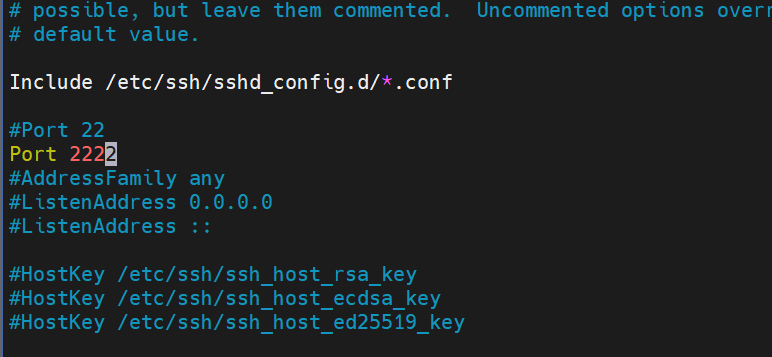 # possible, but leave them commented.  Uncommented options
# default value.
Include /etc/ssh/sshd_config.d/*.conf
#Port 22
Port 2222
#AddressFamily any
#ListenAddress 0.0.0.0
#ListenAddress ::
#HostKey /etc/ssh/ssh_host_rsa_key
#HostKey /etc/ssh/ssh_host_ecdsa_key
#HostKey /etc/ssh/ssh_host_ed25519_key